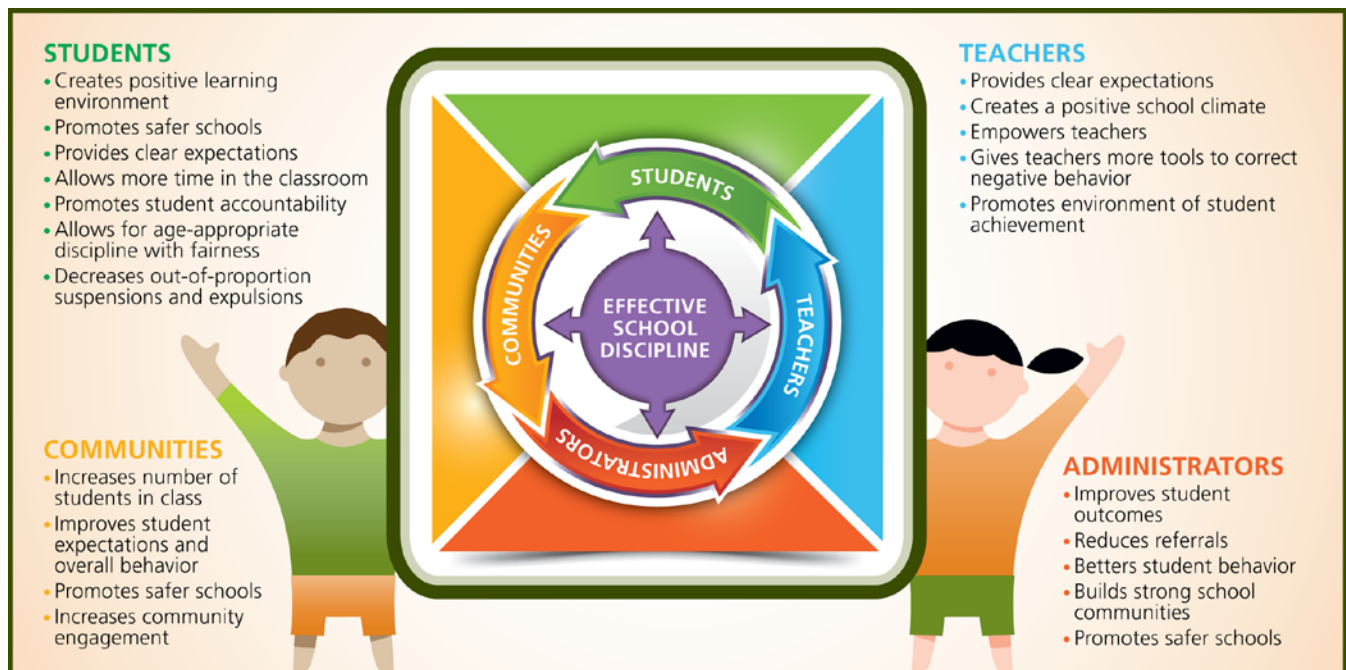 STUDENTS
• Creates positive learning
environment
• Promotes safer schools
• Provides clear expectations
• Allows more time in the classroom
• Promotes student accountability
• Allows for age-appropriate
discipline with fairness
• Decreases out-of-proportion
suspensions and expulsions
COMMUNITIES
• Increases number of
students in class
• Improves student
expectations and
overall behavior
• Promotes safer schools
• Increases community
engagement
STUDENTS
COMMUNITIES
EFFECTIVE
SCHOOL
DISCIPLINE
TEACHERS
ADMINISTRATORS
TEACHERS
• Provides clear expectations
• Creates a positive school climate
• Empowers teachers
• Gives teachers more tools to correct
negative behavior
• Promotes environment of student
achievement
ADMINISTRATORS
• Improves student
outcomes
• Reduces referrals
• Betters student behavior
• Builds strong school
communities
• Promotes safer schools